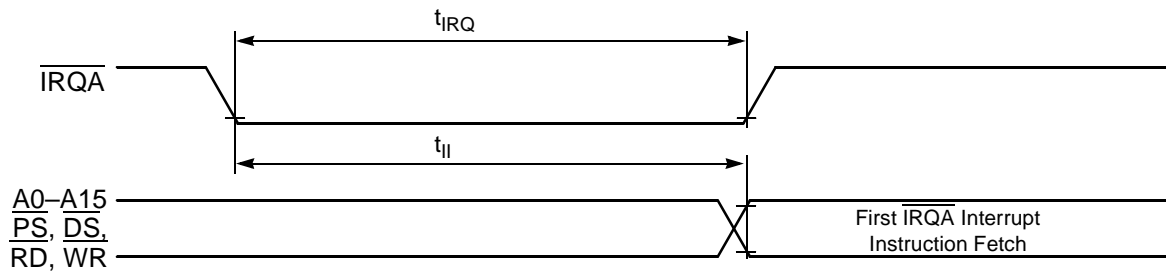 tIRQ
IRQA
tII
A0–A15
PS, DS,
RD, WR
First IRQA Interrupt
Instruction Fetch